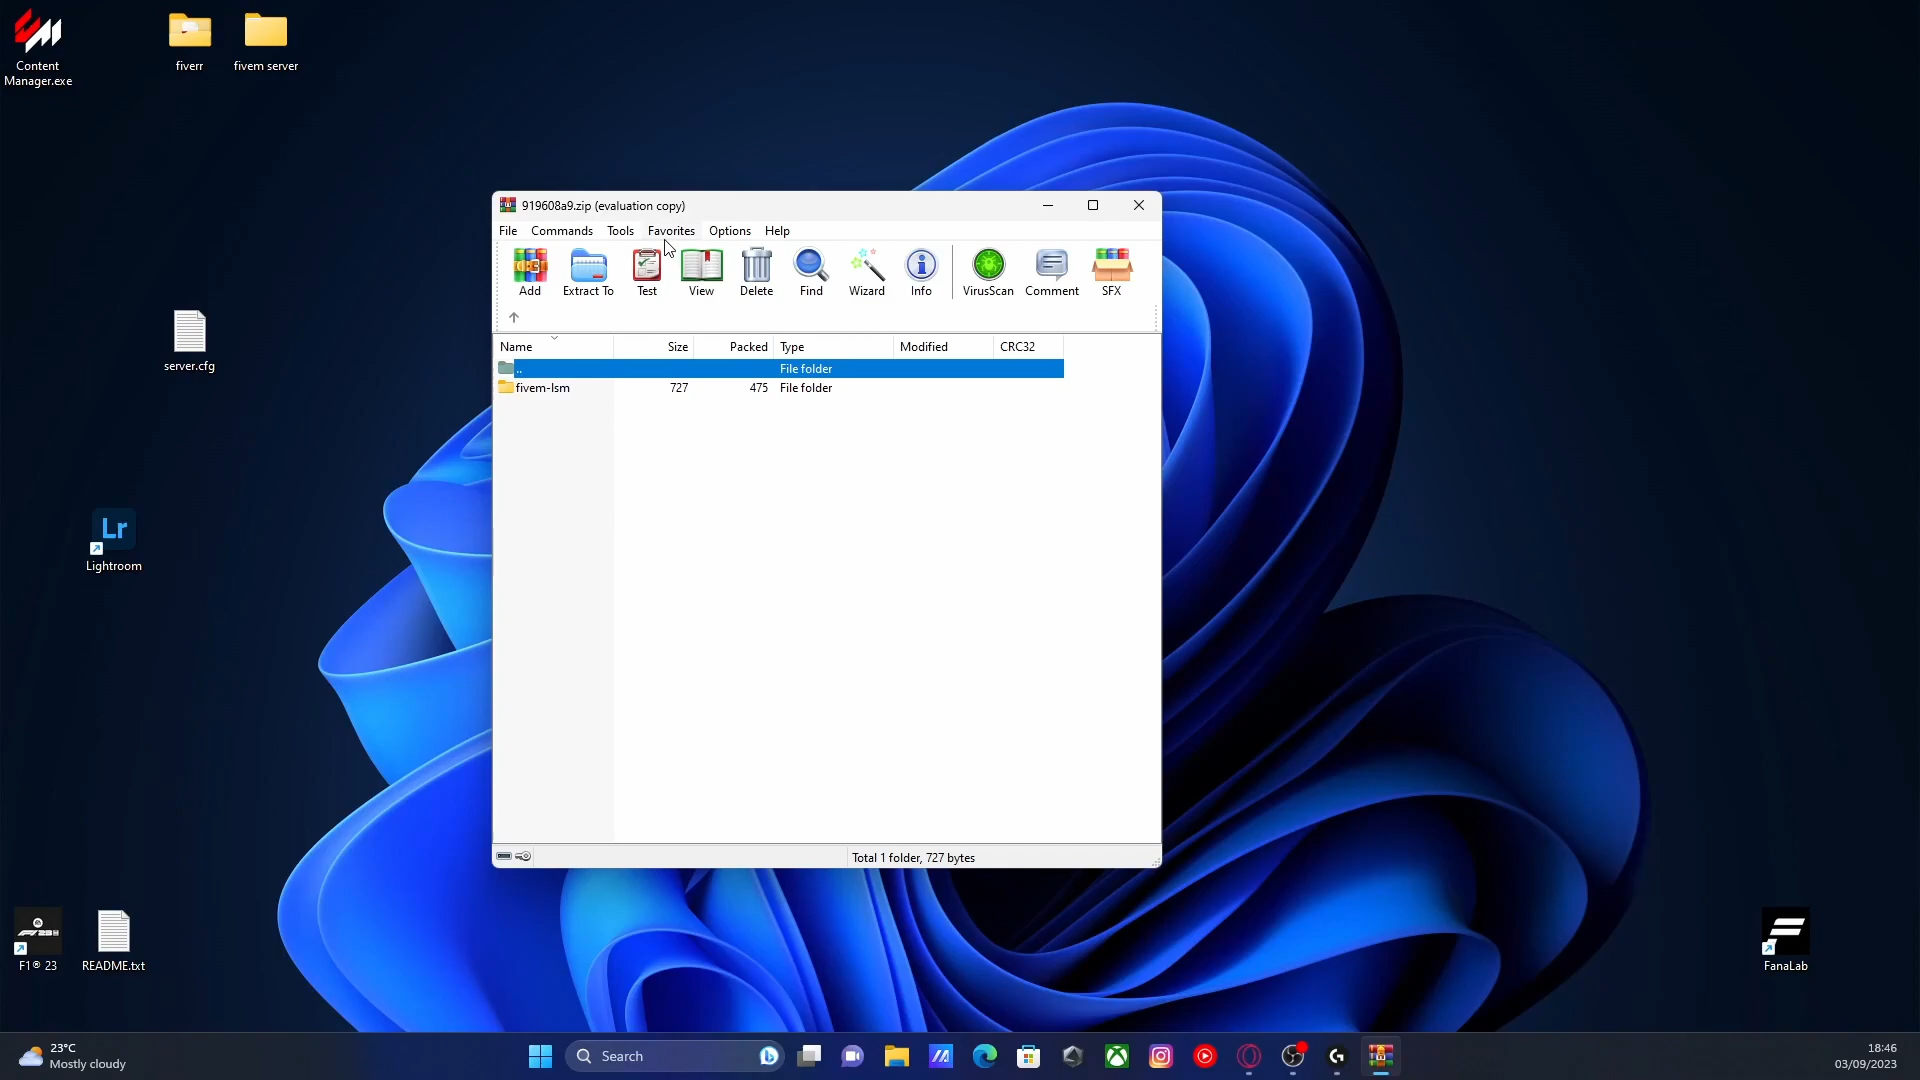 Content
Manager.exe
fiverr
fivem server
server.cfg
Lr
Lightroom
F1® 23
README.txt
FanaLab
919608a9.zip (evaluation copy)
File Commands Tools Favorites Options Help
Add Extract To Test View Delete Find Wizard Info VirusScan Comment SFX
Name Size Packed Type Modified CRC32
.. File folder
fivem-lsm 727 475 File folder
Total 1 folder, 727 bytes
23°C
Mostly cloudy
Search
18:46
03/09/2023